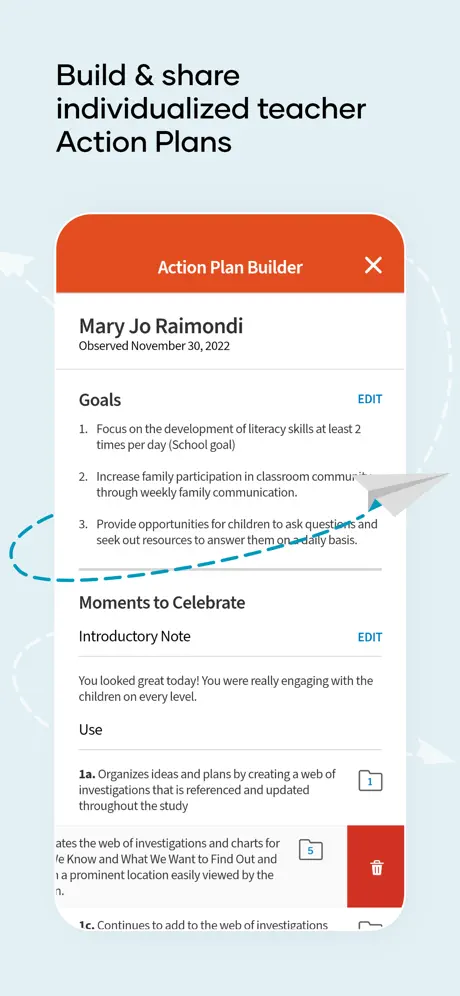 Build & share
individualized teacher
Action Plans
Action Plan Builder
Mary Jo Raimondi
Observed November 30, 2022
Goals
EDIT
1. Focus on the development of literacy skills at least 2
times per day (School goal)
2. Increase family participation in classroom community
through weekly family communication.
3. Provide opportunities for children to ask questions and
seek out resources to answer them on a daily basis.
Moments to Celebrate
Introductory Note
EDIT
You looked great today! You were really engaging with the
children on every level.
Use
1a. Organizes ideas and plans by creating a web of
investigations that is referenced and updated
throughout the study
1
ates the web of investigations and charts for
Ve Know and What We Want to Find Out and
a prominent location easily viewed by the
n.
5
1c. Continues to add to the web of investigations